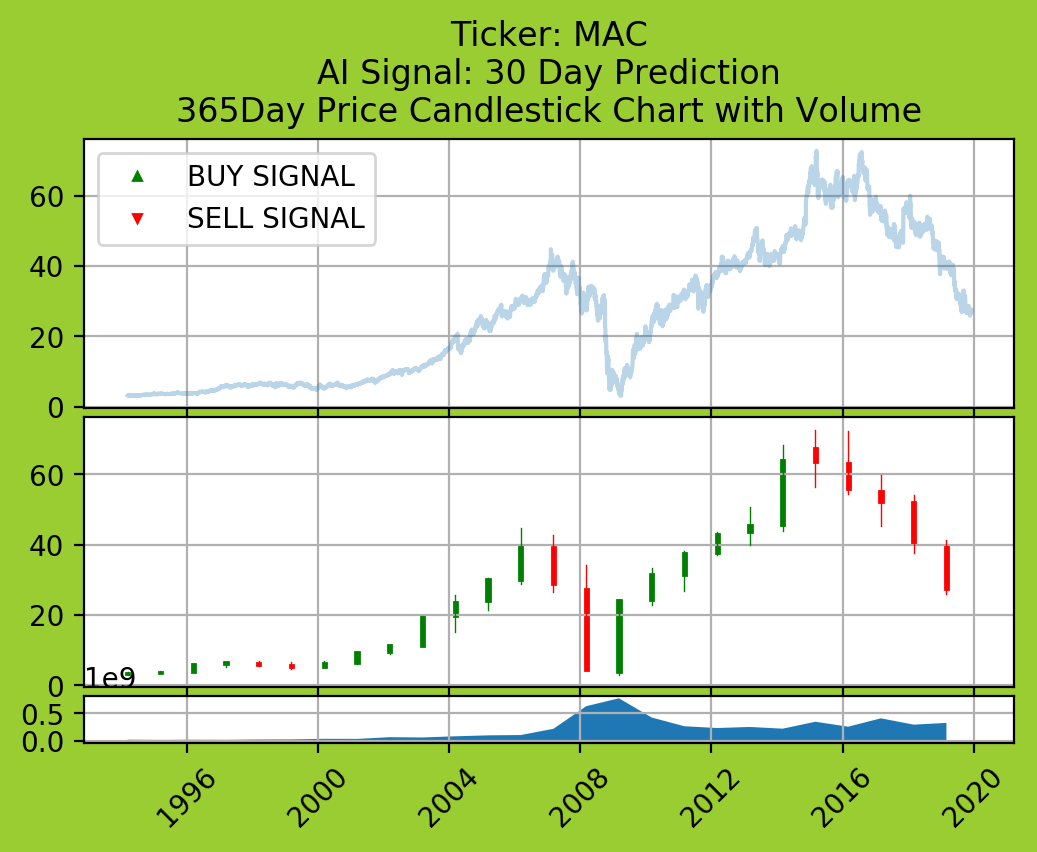 Ticker: MAC
AI Signal: 30 Day Prediction
365Day Price Candlestick Chart with Volume
BUY SIGNAL
SELL SIGNAL
60
40
20
0
60
40
20
0
1e9
0.5
0.0
1996
2000
2004
2008
2012
2016
2020